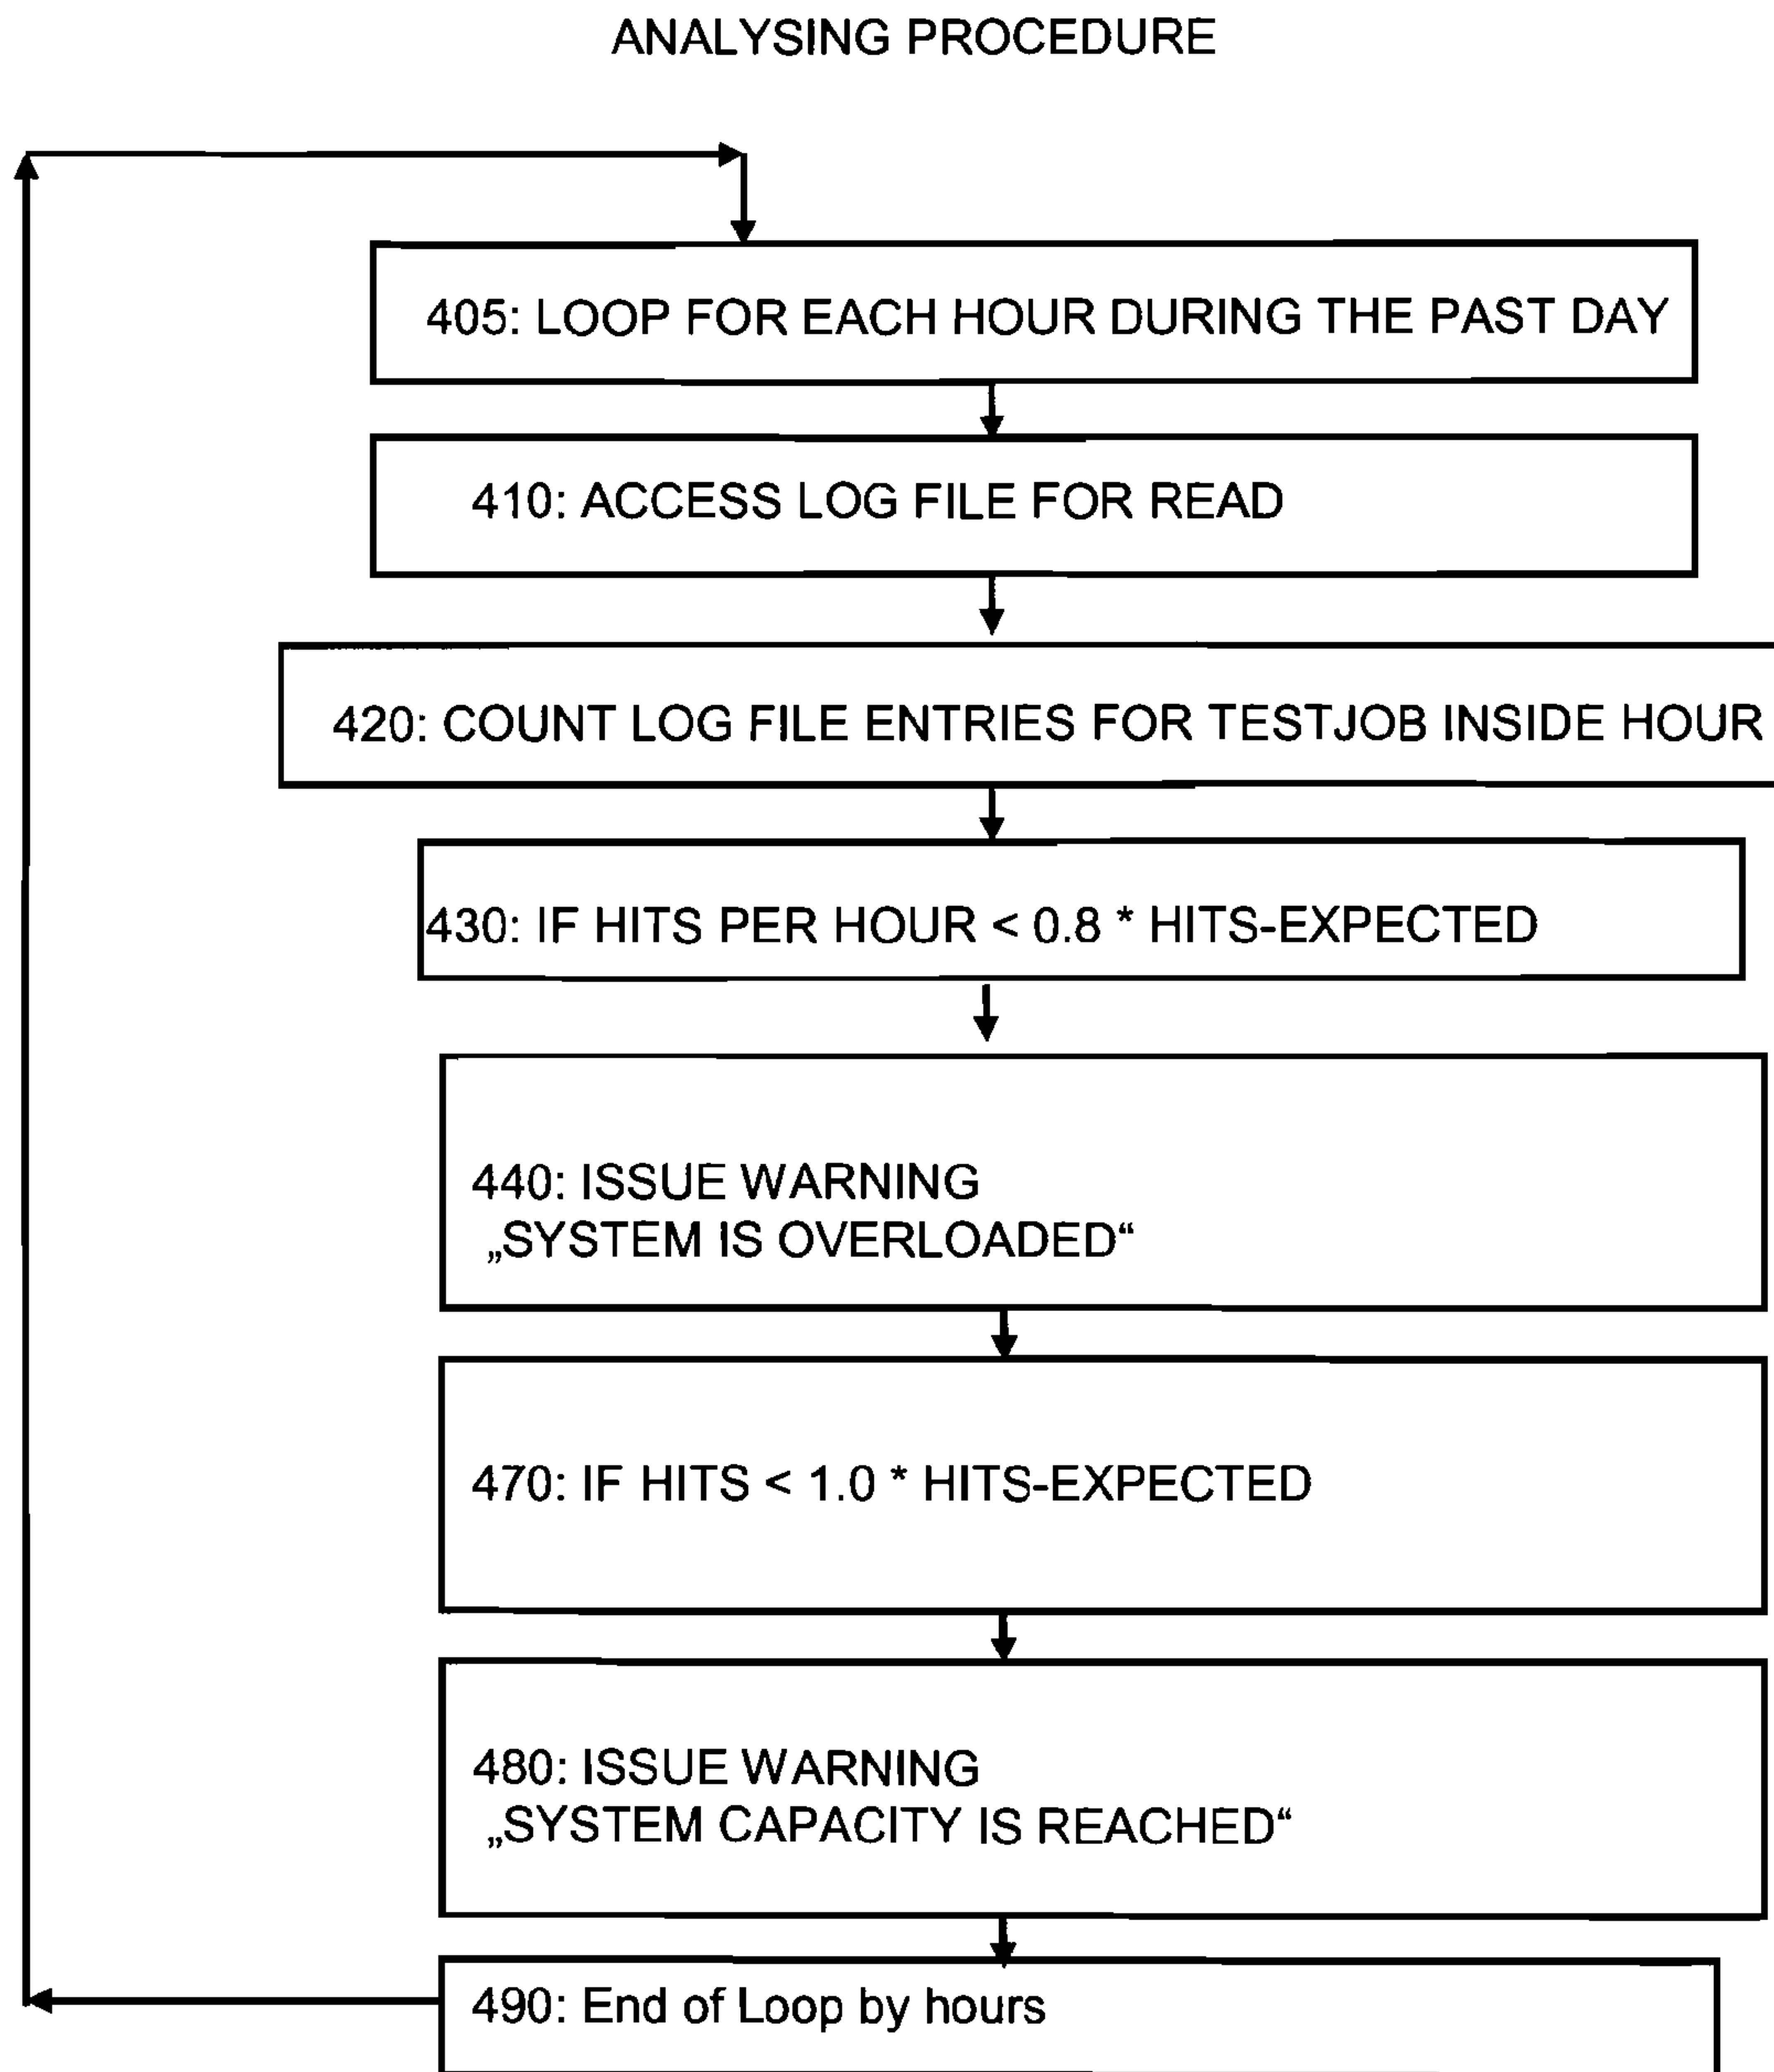 ANALYSING PROCEDURE
405: LOOP FOR EACH HOUR DURING THE PAST DAY
410: ACCESS LOG FILE FOR READ
420: COUNT LOG FILE ENTRIES FOR TESTJOB INSIDE HOUR
430: IF HITS PER HOUR < 0.8 * HITS-EXPECTED
440: ISSUE WARNING
„SYSTEM IS OVERLOADED“
470: IF HITS < 1.0 * HITS-EXPECTED
480: ISSUE WARNING
„SYSTEM CAPACITY IS REACHED“
490: End of Loop by hours